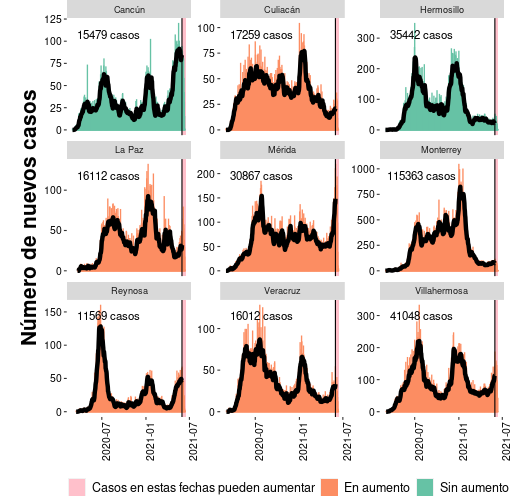 Número de nuevos casos
Cancún
Culiacán
Hermosillo
125
100
75
50
25
0
15479 casos
100
75
50
25
0
17259 casos
300
200
100
0
35442 casos
La Paz
Mérida
Monterrey
100
50
0
16112 casos
200
150
100
50
0
30867 casos
1000
750
500
250
0
115363 casos
Reynosa
Veracruz
Villahermosa
150
100
50
0
11569 casos
100
50
0
16012 casos
300
200
100
0
41048 casos
2020-07
2021-01
2021-07
2020-07
2021-01
2021-07
2020-07
2021-01
2021-07
Casos en estas fechas pueden aumentar
En aumento
Sin aumento